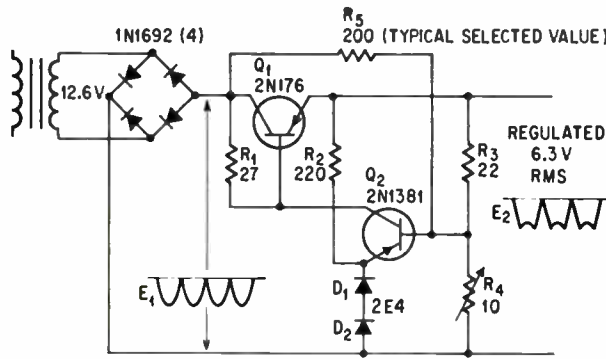 1N1692 (4)
R5
200 (TYPICAL SELECTED VALUE)
Q1
2N176
12.6V
R1
27
R2
220
Q2
2N1381
R3
22
REGULATED
6.3 V
RMS
E2
E1
D1
2E4
D2
R4
10